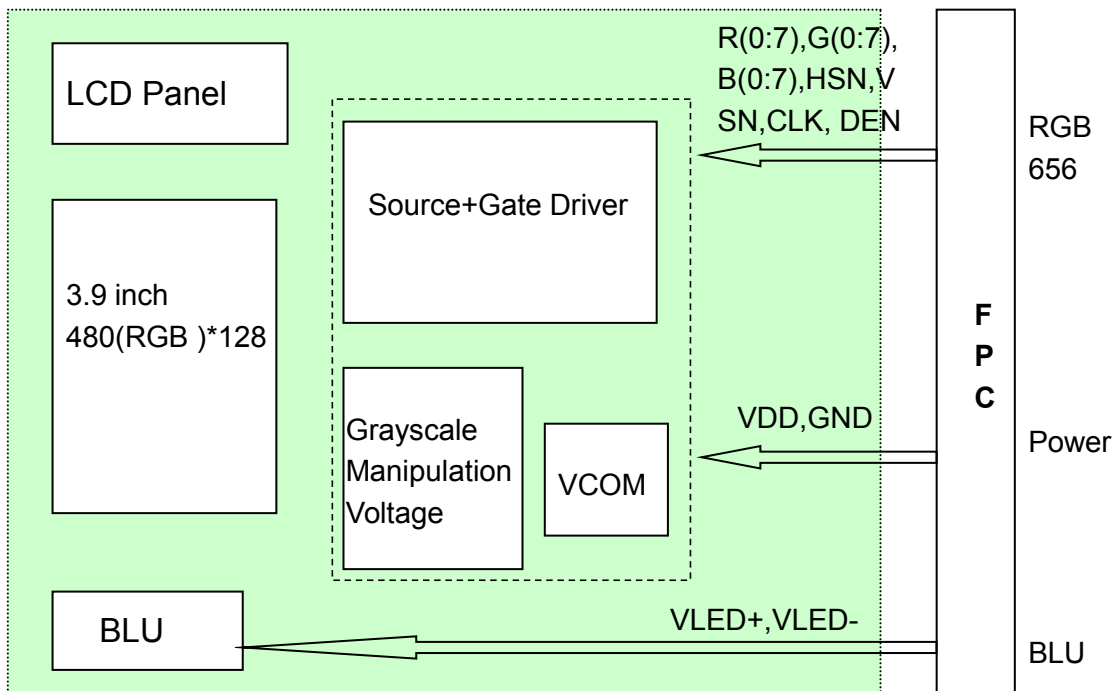 LCD Panel
3.9 inch
480(RGB )*128
BLU
Source+Gate Driver
Grayscale
Manipulation
Voltage
VCOM
R(0:7),G(0:7),
B(0:7),HSN,V
SN,CLK, DEN
VDD,GND
VLED+,VLED-
F
P
C
RGB
656
Power
BLU